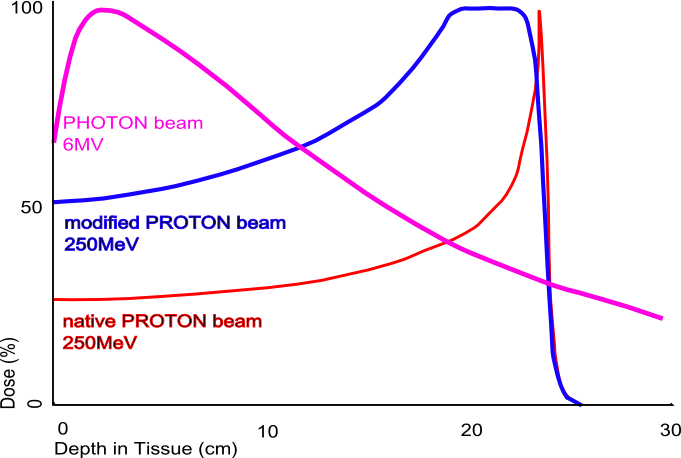 100
PHOTON beam
6MV
50
modified PROTON beam
250MeV
native PROTON beam
250MeV
Dose (%)
0
0
10
20
30
Depth in Tissue (cm)